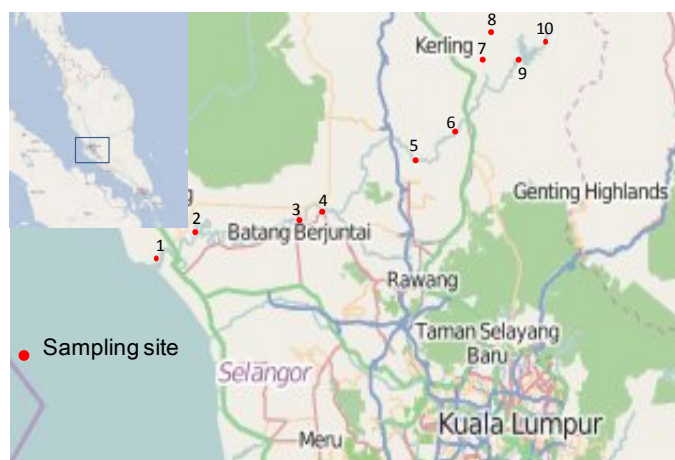 8
10
Kerling
7
9
6
5
Genting Highlands
g
2
3
4
Batang Berjuntai
1
Rawang
Sampling site
Taman Selayang
Baru
Selangor
Kuala Lumpur
Meru